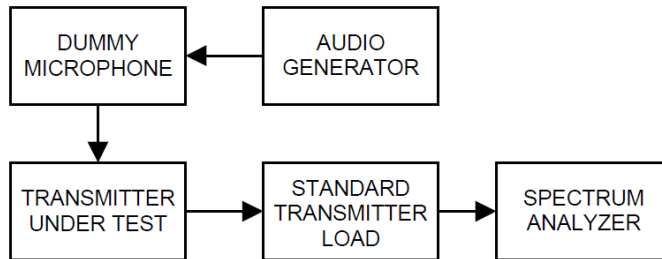 DUMMY
MICROPHONE
AUDIO
GENERATOR
TRANSMITTER
UNDER TEST
STANDARD
TRANSMITTER
LOAD
SPECTRUM
ANALYZER